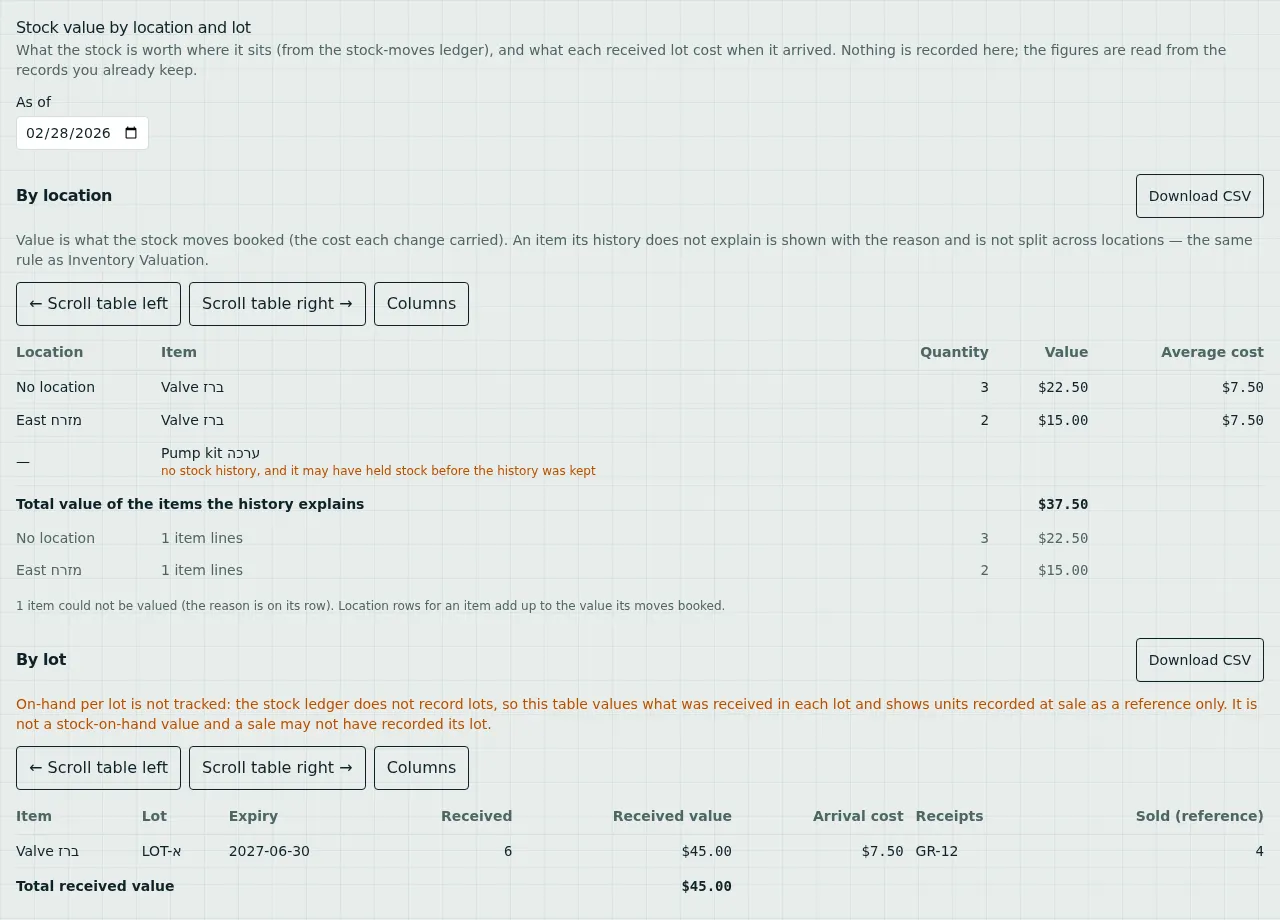 Stock value by location and lot
What the stock is worth where it sits (from the stock-moves ledger), and what each received lot cost when it arrived. Nothing is recorded here; the figures are read from the
records you already keep.
As of
02/28/2026
By location
Download CSV
Value is what the stock moves booked (the cost each change carried). An item its history does not explain is shown with the reason and is not split across locations — the same
rule as Inventory Valuation.
← Scroll table left Scroll table right → Columns
Location Item Quantity Value Average cost
No location Valve ברז 3 $22.50 $7.50
East מזרח Valve ברז 2 $15.00 $7.50
— Pump kit ערכה
no stock history, and it may have held stock before the history was kept
Total value of the items the history explains $37.50
No location 1 item lines 3 $22.50
East מזרח 1 item lines 2 $15.00
1 item could not be valued (the reason is on its row). Location rows for an item add up to the value its moves booked.
By lot
Download CSV
On-hand per lot is not tracked: the stock ledger does not record lots, so this table values what was received in each lot and shows units recorded at sale as a reference only. It is
not a stock-on-hand value and a sale may not have recorded its lot.
← Scroll table left Scroll table right → Columns
Item Lot Expiry Received Received value Arrival cost Receipts Sold (reference)
Valve ברז LOT-א 2027-06-30 6 $45.00 $7.50 GR-12 4
Total received value $45.00